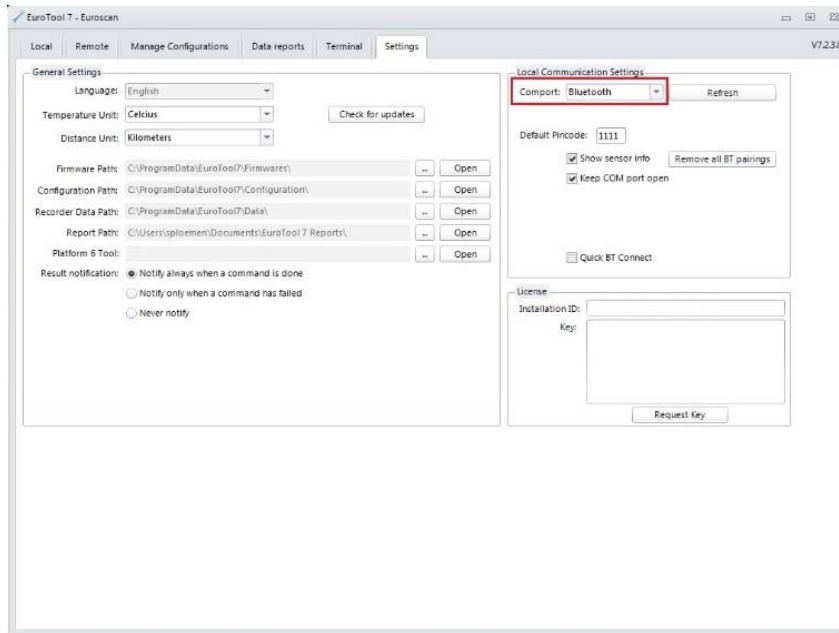 EuroTool 7 - Euroscan
Local Remote Manage Configurations Data reports Terminal Settings
General Settings
Language: English
Temperature Unit: Celcius
Check for updates
Distance Unit: Kilometers
Firmware Path: C:\ProgramData\EuroTool7\Firmwares\ .. Open
Configuration Path: C:\ProgramData\EuroTool7\Configuration\ .. Open
Recorder Data Path: C:\ProgramData\EuroTool7\Data\ .. Open
Report Path: C:\Users\sploemen\Documents\EuroTool 7 Reports\ .. Open
Platform 6 Tool: .. Open
Result notification: Notify always when a command is done
Notify only when a command has failed
Never notify
Local Communication Settings
Comport: Bluetooth Refresh
Default Pincode: 1111
Show sensor info Remove all BT pairings
Keep COM port open
Quick BT Connect
License
Installation ID:
Key:
Request Key